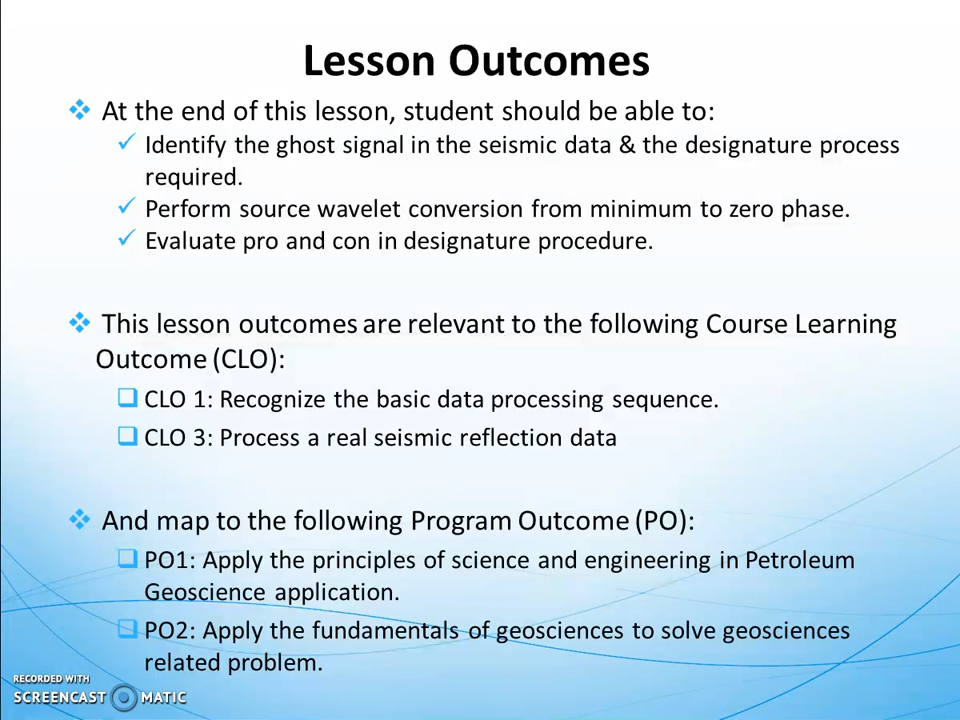 Lesson Outcomes
At the end of this lesson, student should be able to:
Identify the ghost signal in the seismic data & the designature process
required.
Perform source wavelet conversion from minimum to zero phase.
Evaluate pro and con in designature procedure.
This lesson outcomes are relevant to the following Course Learning
Outcome (CLO):
CLO 1: Recognize the basic data processing sequence.
CLO 3: Process a real seismic reflection data
And map to the following Program Outcome (PO):
PO1: Apply the principles of science and engineering in Petroleum
Geoscience application.
PO2: Apply the fundamentals of geosciences to solve geosciences
related problem.
RECORDED WITH
SCREENCAST MATIC